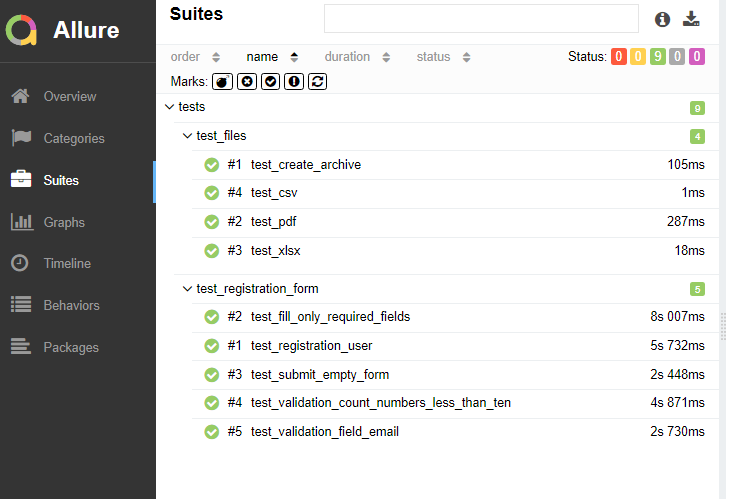 Allure
Overview
Categories
Suites
Graphs
Timeline
Behaviors
Packages
Suites
order name duration status Status: 0 0 9 0 0
Marks:
tests 9
test_files 4
#1 test_create_archive 105ms
#4 test_csv 1ms
#2 test_pdf 287ms
#3 test_xlsx 18ms
test_registration_form 5
#2 test_fill_only_required_fields 8s 007ms
#1 test_registration_user 5s 732ms
#3 test_submit_empty_form 2s 448ms
#4 test_validation_count_numbers_less_than_ten 4s 871ms
#5 test_validation_field_email 2s 730ms